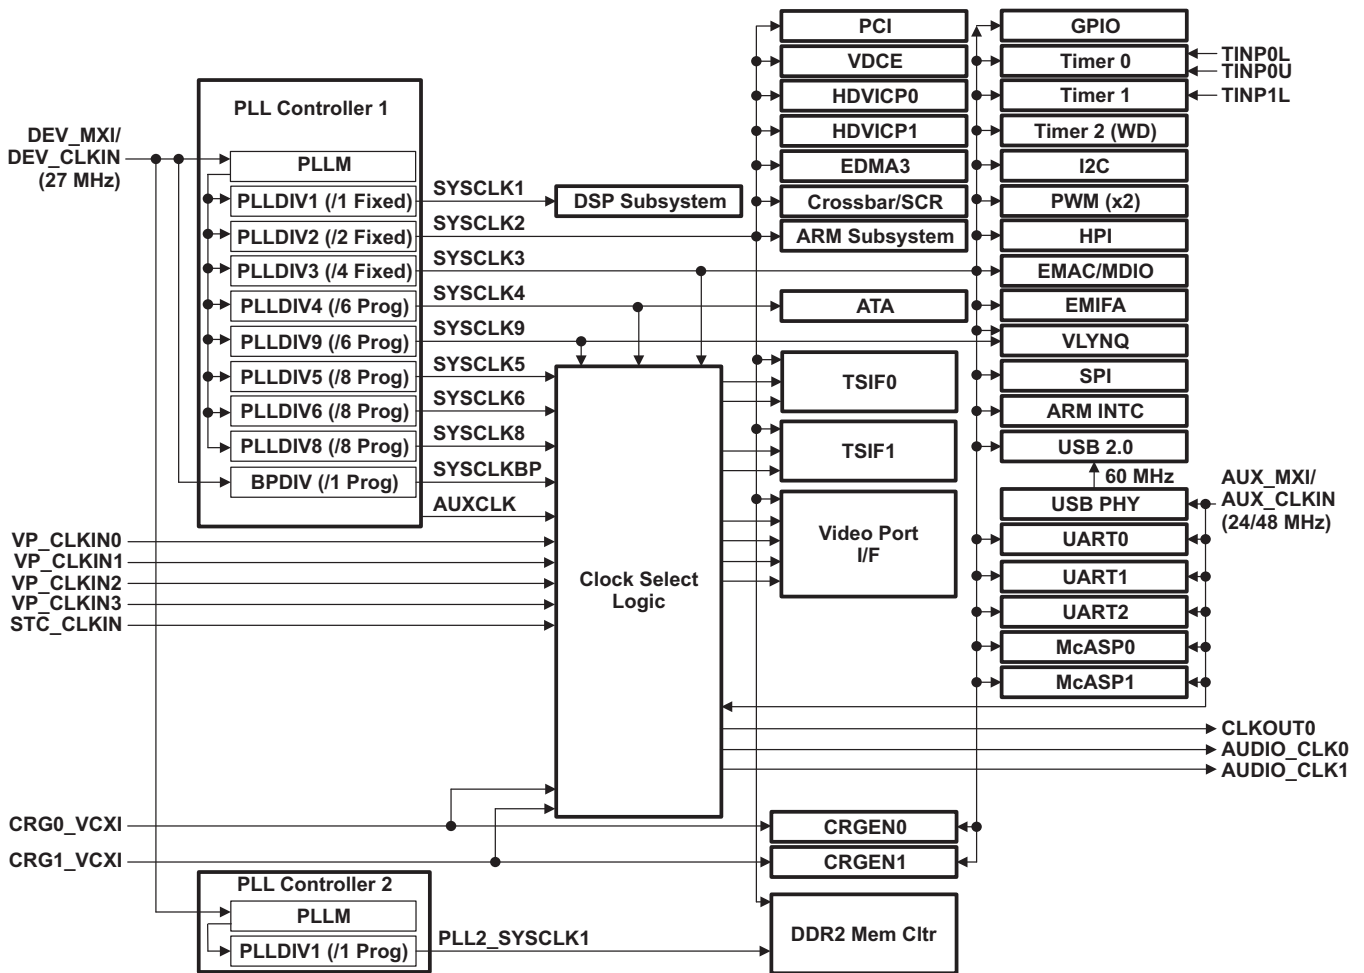 PLL Controller 1
DEV_MXI/
DEV_CLKIN
(27 MHz)
PLLM
PLLDIV1 (/1 Fixed)
PLLDIV2 (/2 Fixed)
PLLDIV3 (/4 Fixed)
PLLDIV4 (/6 Prog)
PLLDIV9 (/6 Prog)
PLLDIV5 (/8 Prog)
PLLDIV6 (/8 Prog)
PLLDIV8 (/8 Prog)
BPDIV (/1 Prog)
SYSCLK1
SYSCLK2
SYSCLK3
SYSCLK4
SYSCLK9
SYSCLK5
SYSCLK6
SYSCLK8
SYSCLKBP
AUXCLK
DSP Subsystem
VP_CLKIN0
VP_CLKIN1
VP_CLKIN2
VP_CLKIN3
STC_CLKIN
Clock Select
Logic
PCI
VDCE
HDVICP0
HDVICP1
EDMA3
Crossbar/SCR
ARM Subsystem
ATA
TSIF0
TSIF1
Video Port
I/F
GPIO
Timer 0
Timer 1
Timer 2 (WD)
I2C
PWM (x2)
HPI
EMAC/MDIO
EMIFA
VLYNQ
SPI
ARM INTC
USB 2.0
60 MHz
USB PHY
UART0
UART1
UART2
McASP0
McASP1
TINP0L
TINP0U
TINP1L
AUX_MXI/
AUX_CLKIN
(24/48 MHz)
CLKOUT0
AUDIO_CLK0
AUDIO_CLK1
CRG0_VCXI
CRG1_VCXI
CRGEN0
CRGEN1
PLL Controller 2
PLLM
PLLDIV1 (/1 Prog)
PLL2_SYSCLK1
DDR2 Mem Cltr